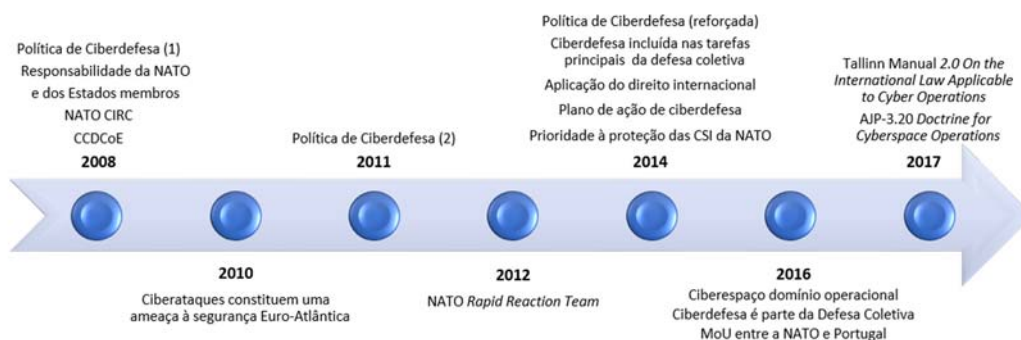 Política de Ciberdefesa (1)
Responsabilidade da NATO
e dos Estados membros
NATO CIRC
CCDCoE
2008
2010
Ciberataques constituem uma
ameaça à segurança Euro-Atlântica
Política de Ciberdefesa (2)
2011
2012
NATO Rapid Reaction Team
Política de Ciberdefesa (reforçada)
Ciberdefesa incluída nas tarefas
principais da defesa coletiva
Aplicação do direito internacional
Plano de ação de ciberdefesa
Prioridade à proteção das CSI da NATO
2014
2016
Ciberespaço domínio operacional
Ciberdefesa é parte da Defesa Coletiva
MoU entre a NATO e Portugal
Tallinn Manual 2.0 On the
International Law Applicable
to Cyber Operations
AJP-3.20 Doctrine for
Cyberspace Operations
2017